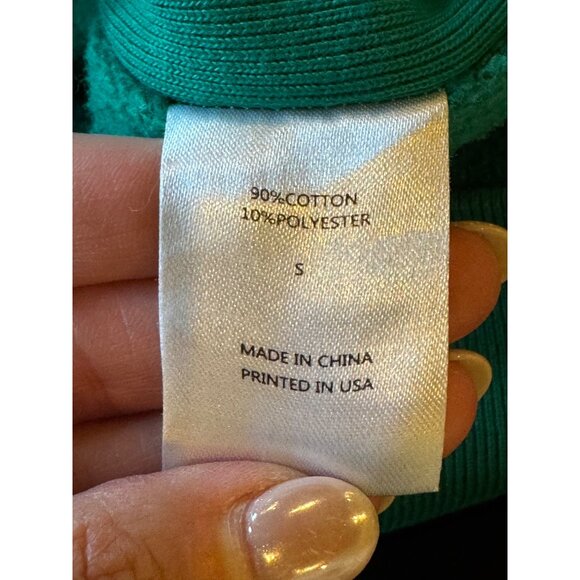 90%COTTON
10%POLYESTER
S
MADE IN CHINA
PRINTED IN USA